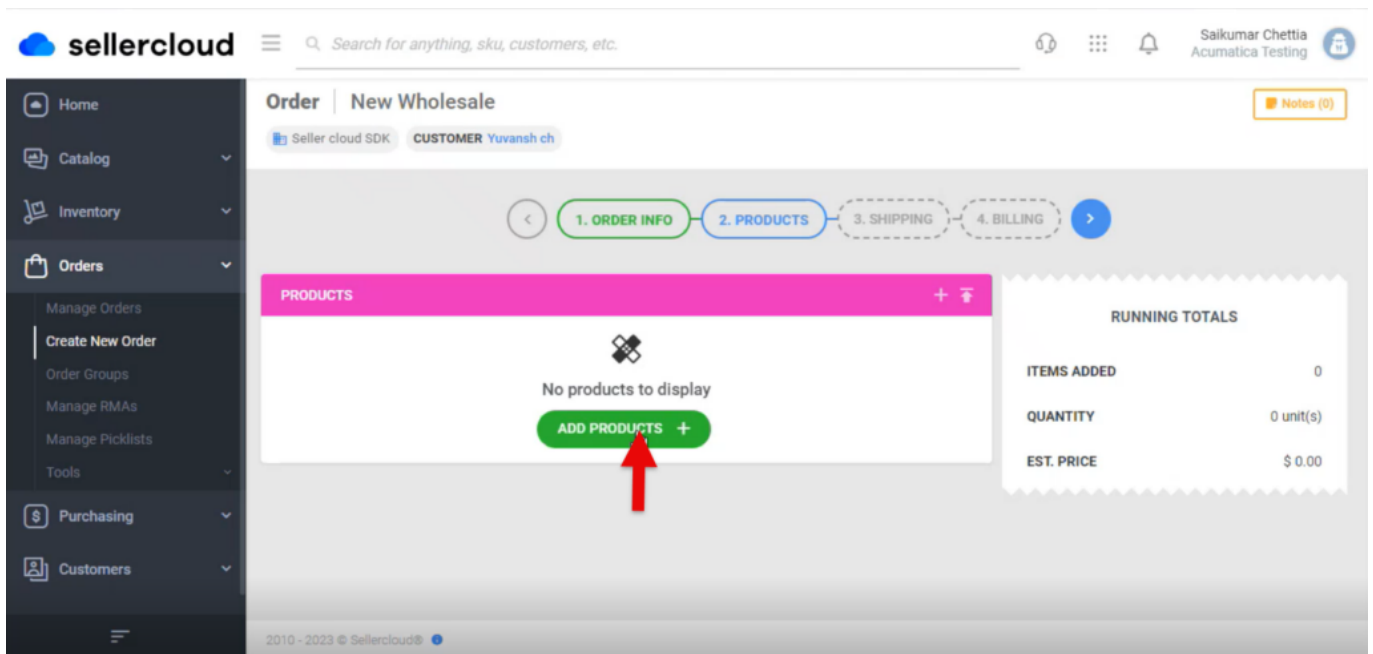 sellercloud
Search for anything, sku, customers, etc.
Saikumar Chettia
Acumatica Testing
Home
Catalog
Inventory
Orders
Manage Orders
Create New Order
Order Groups
Manage RMAs
Manage Picklists
Tools
Purchasing
Customers
Order New Wholesale
Notes (0)
Seller cloud SDK CUSTOMER Yuvansh ch
1. ORDER INFO 2. PRODUCTS 3. SHIPPING 4. BILLING
PRODUCTS
No products to display
ADD PRODUCTS +
RUNNING TOTALS
ITEMS ADDED 0
QUANTITY 0 unit(s)
EST. PRICE $ 0.00
2010 - 2023 © Sellercloud®